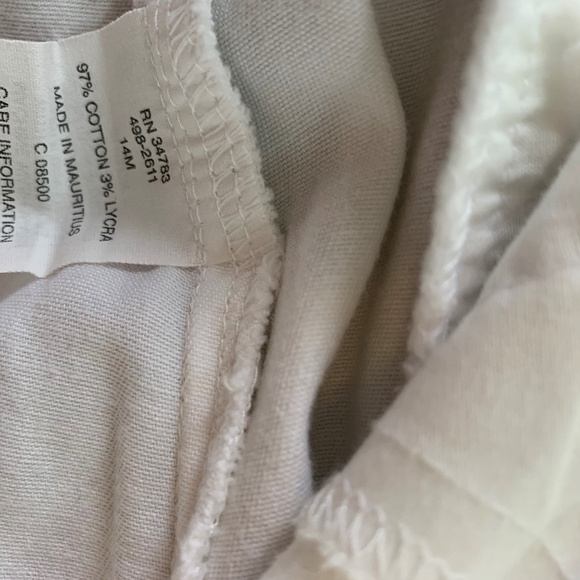 RN 34783
498-2611
14M
97% COTTON 3% LYCRA
MADE IN MAURITIUS
C 08500
CARE INFORMATION